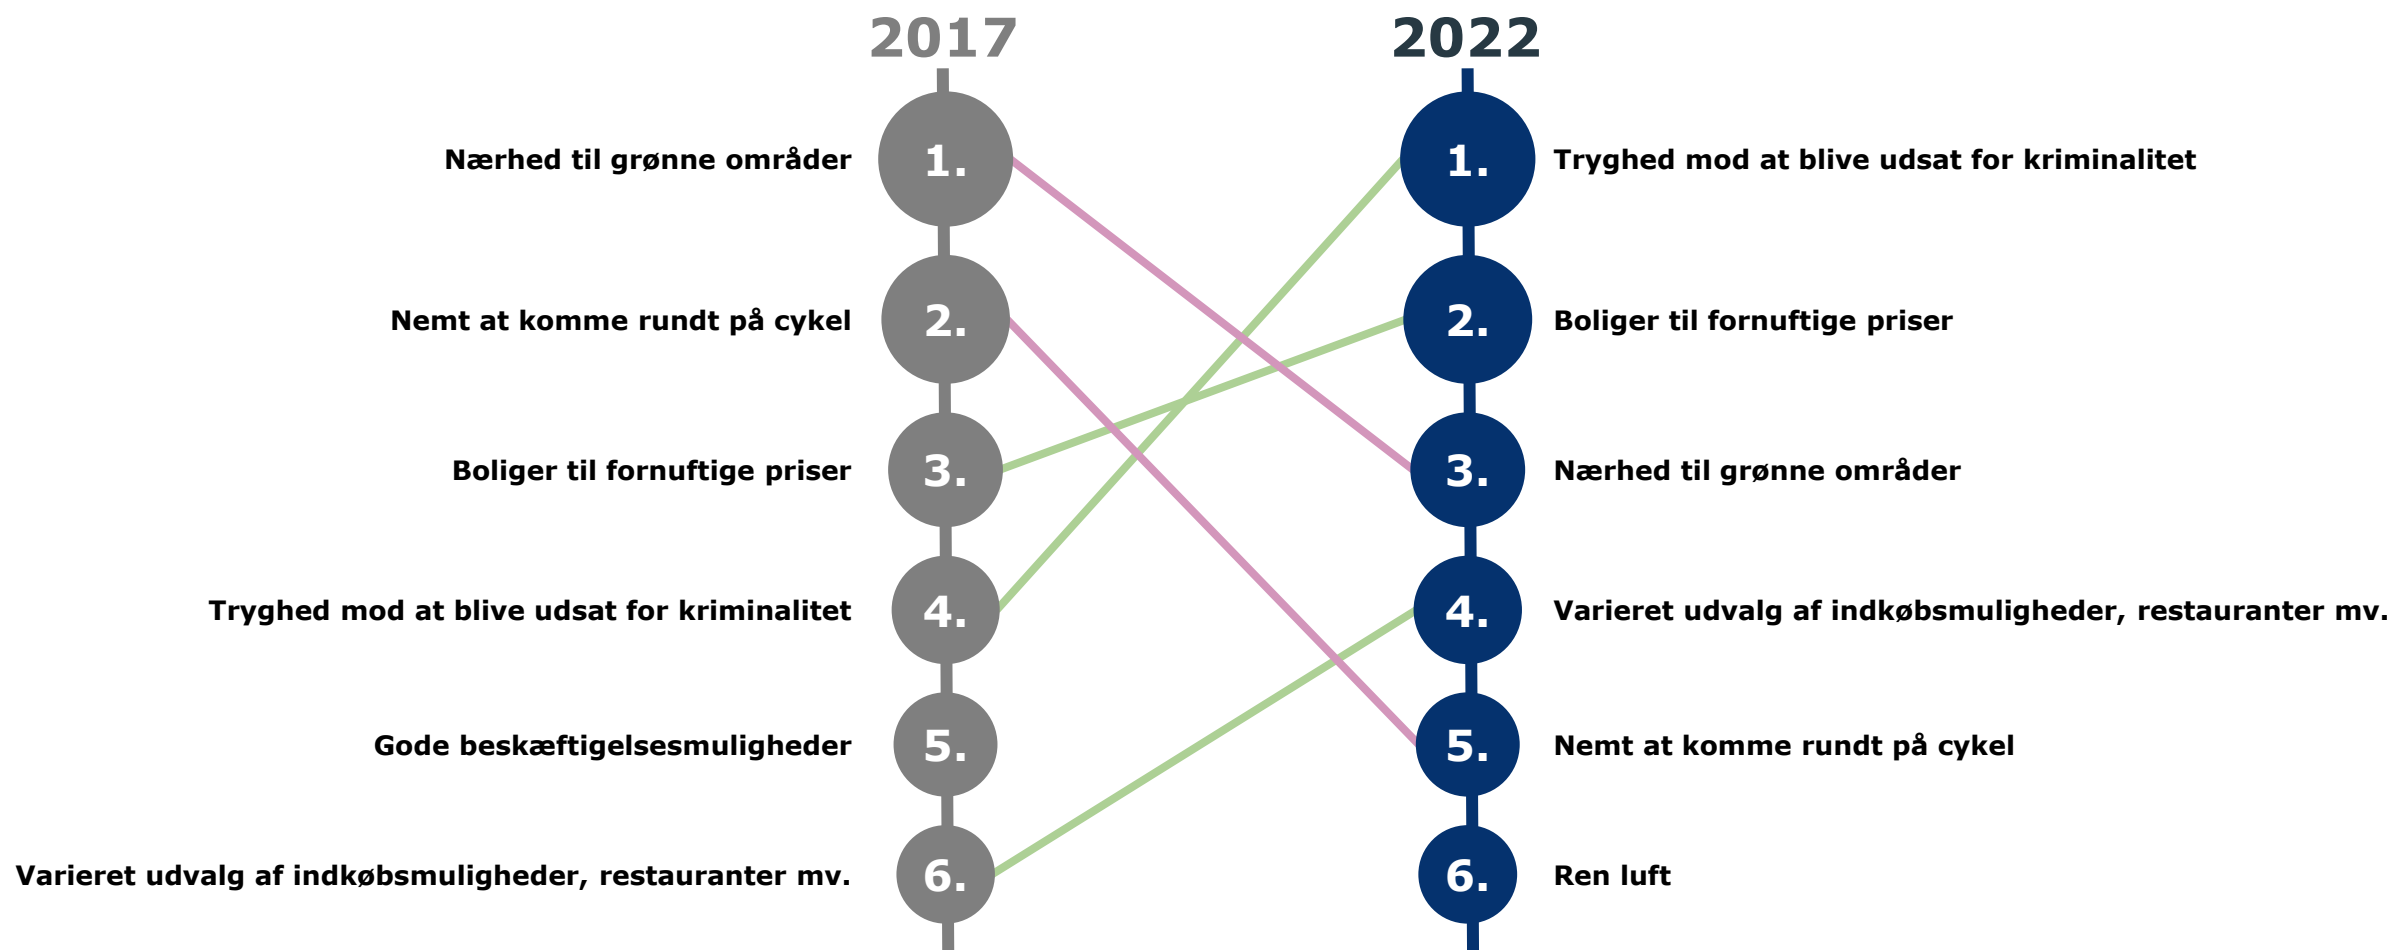 2017
2022
Nærhed til grønne områder
1.
1.
Tryghed mod at blive udsat for kriminalitet
Nemt at komme rundt på cykel
2.
2.
Boliger til fornuftige priser
Boliger til fornuftige priser
3.
3.
Nærhed til grønne områder
Tryghed mod at blive udsat for kriminalitet
4.
4.
Varieret udvalg af indkøbsmuligheder, restauranter mv.
Gode beskæftigelsesmuligheder
5.
5.
Nemt at komme rundt på cykel
Varieret udvalg af indkøbsmuligheder, restauranter mv.
6.
6.
Ren luft